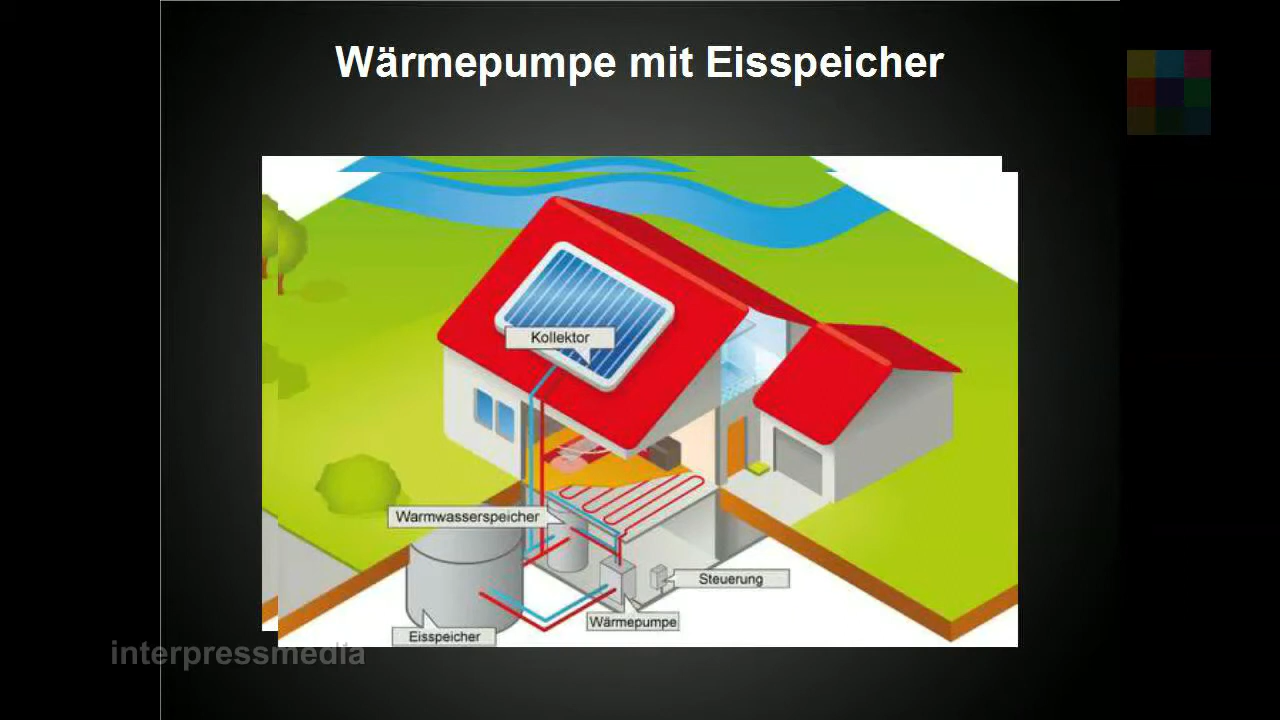 Wärmepumpe mit Eisspeicher
Kollektor
Warmwasserspeicher
Steuerung
Wärmepumpe
Eisspeicher
interpressmedia